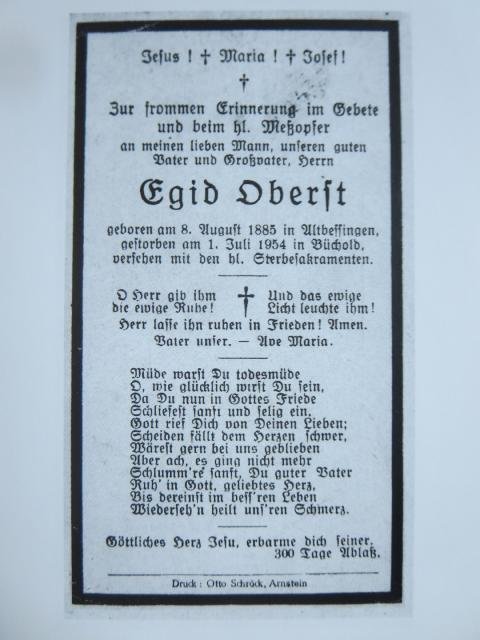 Jesus ! † Maria ! † Josef !
†
Zur frommen Erinnerung im Gebete
und beim hl. Meßopfer
an meinen lieben Mann, unseren guten
Vater und Großvater, Herrn
Egid Oberst
geboren am 8. August 1885 in Altbessingen,
gestorben am 1. Juli 1954 in Büchold,
versehen mit den hl. Sterbesakramenten.
O Herr gib ihm † Und das ewige
die ewige Ruhe! Licht leuchte ihm!
Herr lasse ihn ruhen in Frieden! Amen.
Vater unser. — Ave Maria.
Müde warst Du todesmüde
O, wie glücklich wirst Du sein,
Da Du nun in Gottes Friede
Schliefest sanft und selig ein.
Gott rief Dich von Deinen Lieben;
Scheiden fällt dem Herzen schwer,
Wärest gern bei uns geblieben
Aber ach, es ging nicht mehr
Schlumm're sanft, Du guter Vater
Ruh' in Gott, geliebtes Herz,
Bis dereinst im bess'ren Leben
Wiederseh'n heilt uns'ren Schmerz.
Göttliches Herz Jesu, erbarme dich seiner.
300 Tage Ablaß.
Druck: Otto Schröck, Arnstein